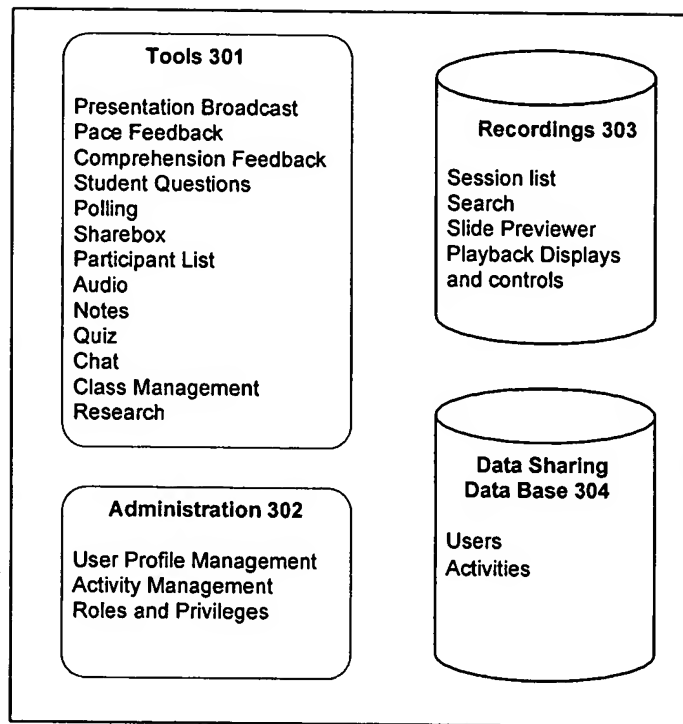 Tools 301
Presentation Broadcast
Pace Feedback
Comprehension Feedback
Student Questions
Polling
Sharebox
Participant List
Audio
Notes
Quiz
Chat
Class Management
Research
Administration 302
User Profile Management
Activity Management
Roles and Privileges
Recordings 303
Session list
Search
Slide Previewer
Playback Displays
and controls
Data Sharing
Data Base 304
Users
Activities